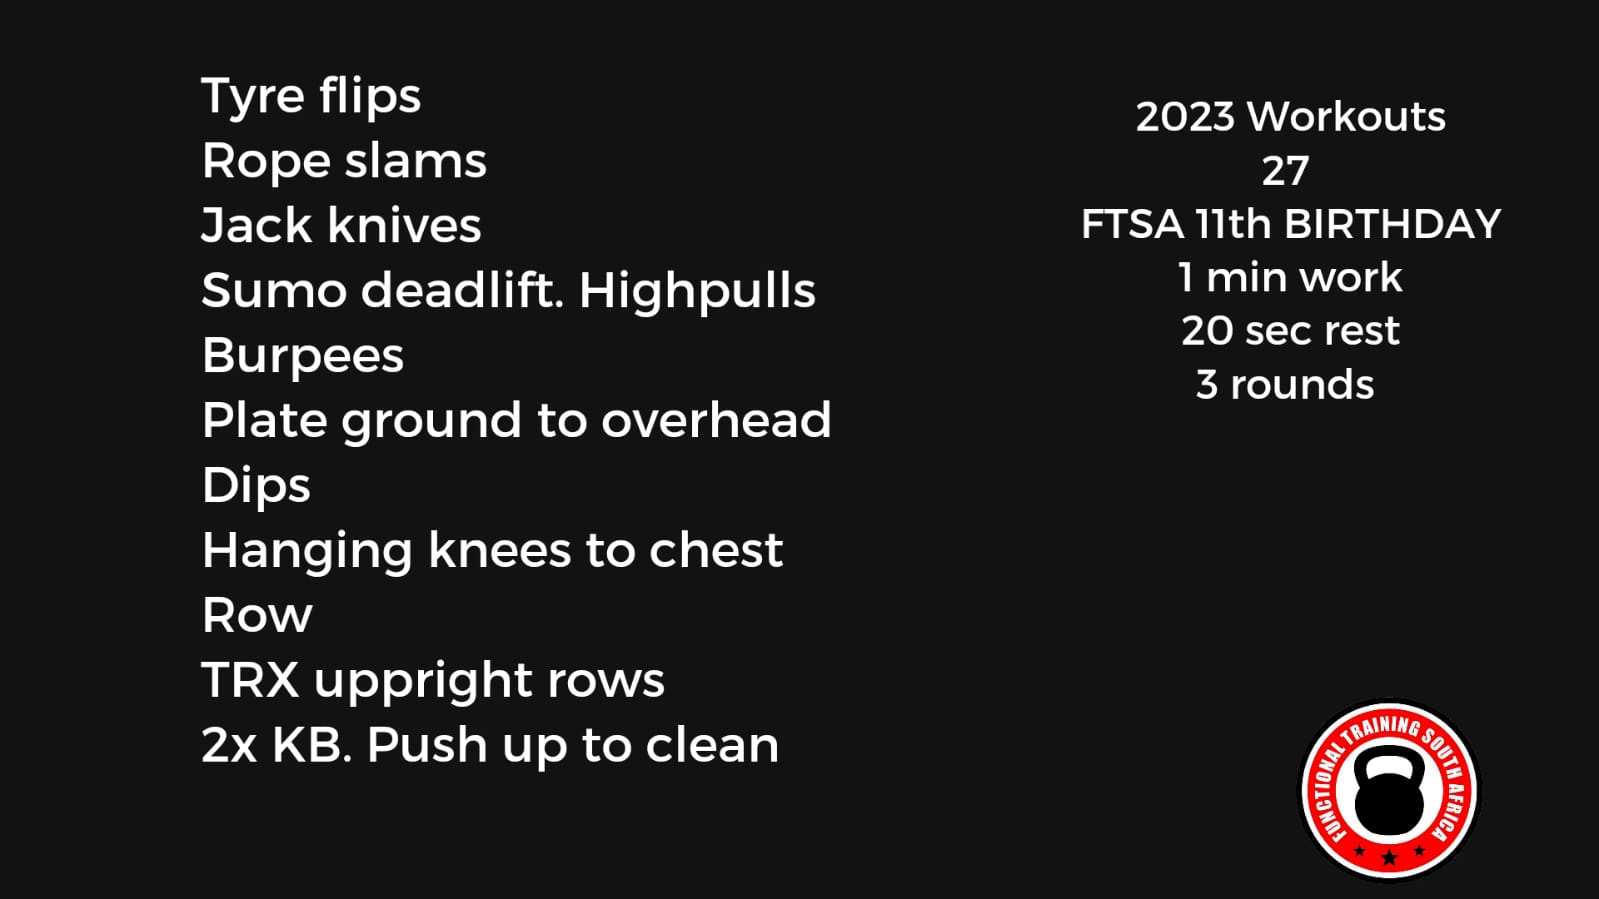 Tyre flips
Rope slams
Jack knives
Sumo deadlift. Highpulls
Burpees
Plate ground to overhead
Dips
Hanging knees to chest
Row
TRX uppright rows
2x KB. Push up to clean
2023 Workouts
27
FTSA 11th BIRTHDAY
1 min work
20 sec rest
3 rounds
FUNCTIONAL TRAINING SOUTH AFRICA